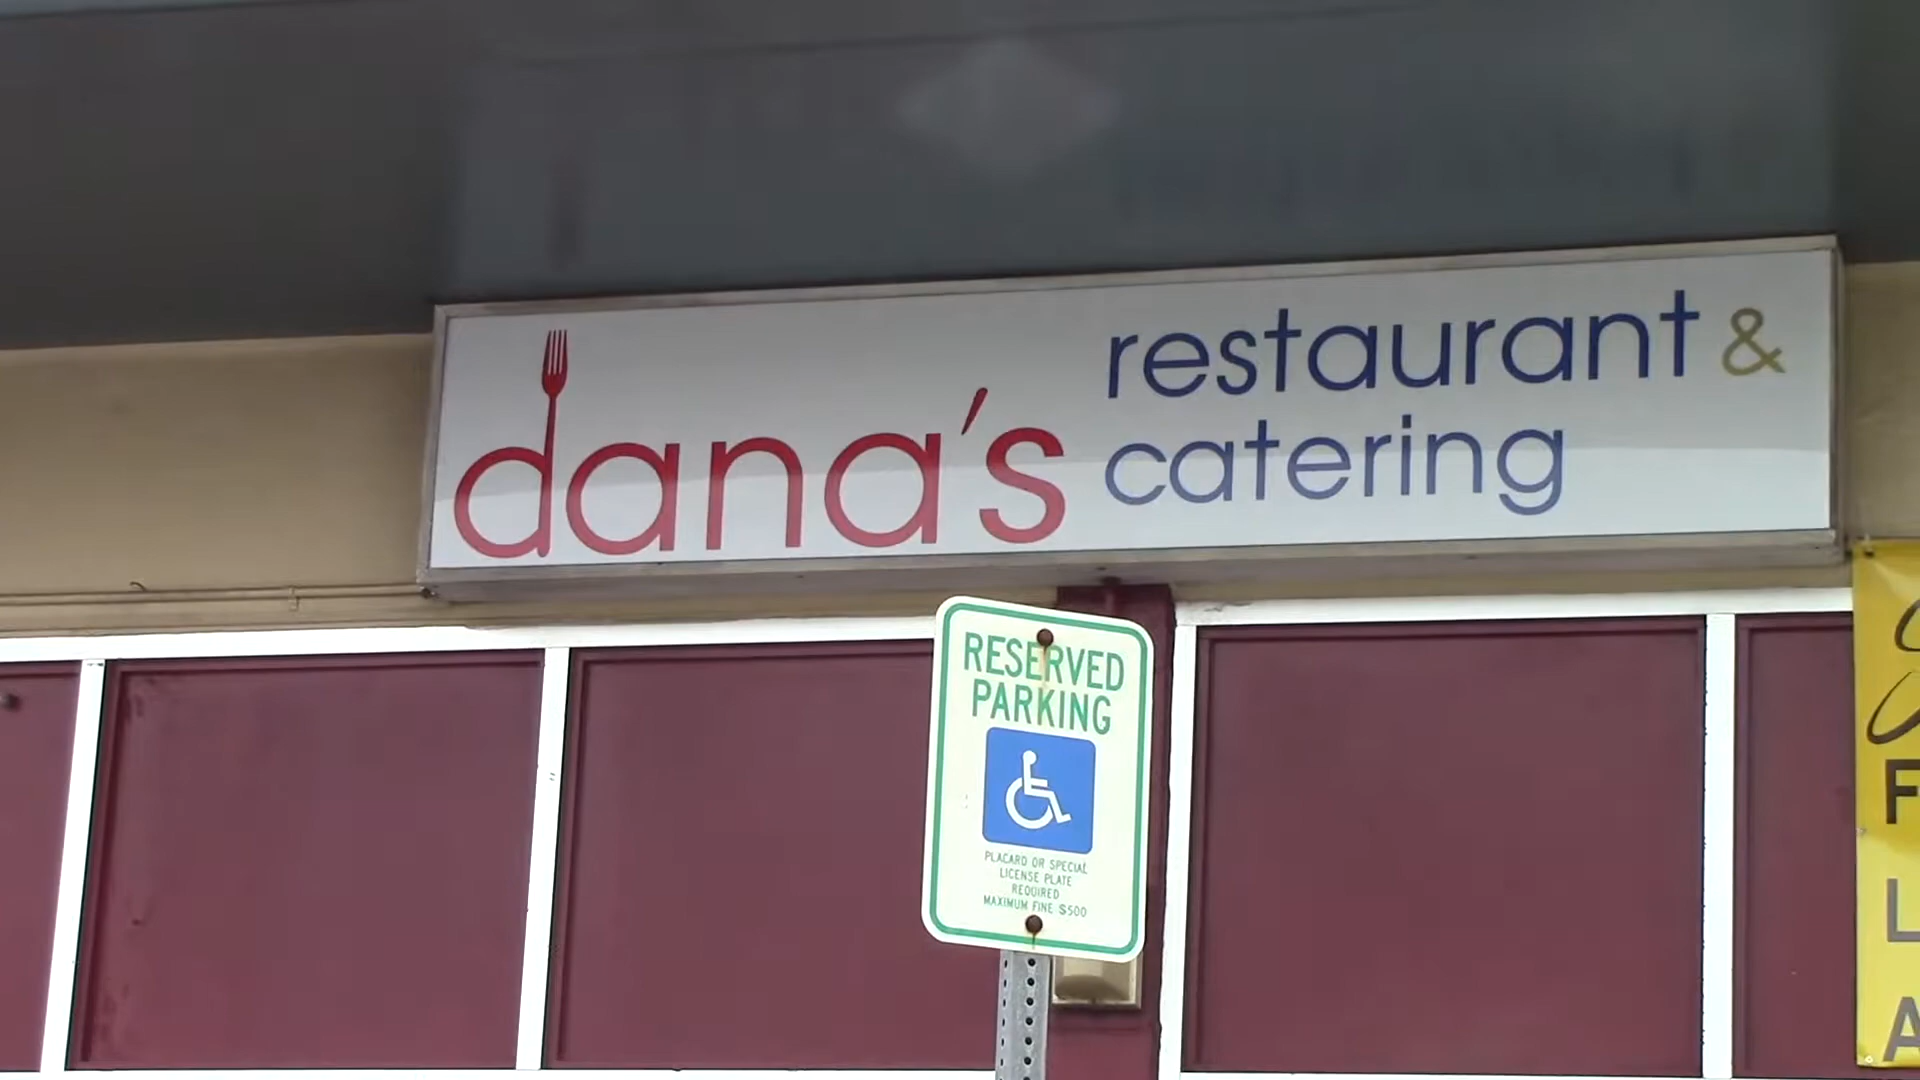 dana's
restaurant &
catering
RESERVED
PARKING
PLACARD OR SPECIAL
LICENSE PLATE
REQUIRED
MAXIMUM FINE $500